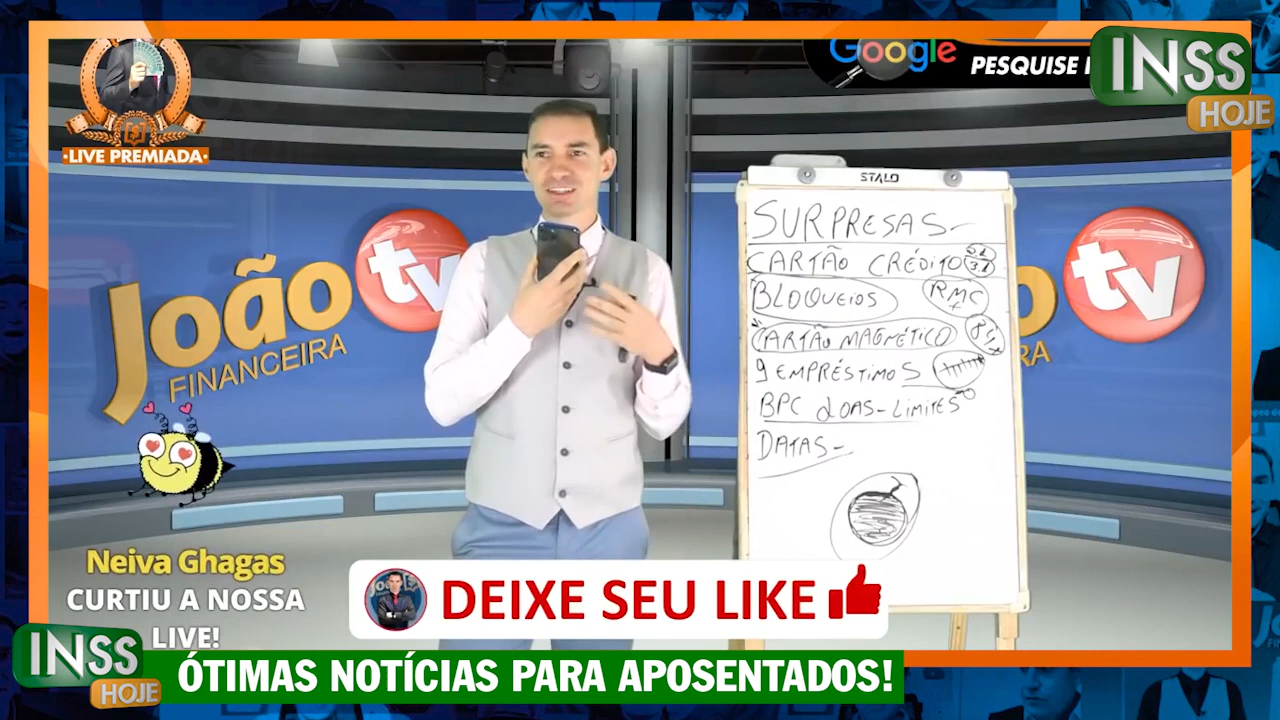 LIVE PREMIADA
Google
PESQUISE
INSS
HOJE
STALO
SURPRESAS-
CARTÃO CRÉDITO
BLOQUEIOS
RMC
CARTÃO MAGNÉTICO
9 EMPRÉSTIMOS
BPC LOAS-LIMITES
DATAS-
João
FINANCEIRA
tv
tv
Neiva Ghagas
CURTIU A NOSSA
LIVE!
DEIXE SEU LIKE
INSS
HOJE
ÓTIMAS NOTÍCIAS PARA APOSENTADOS!